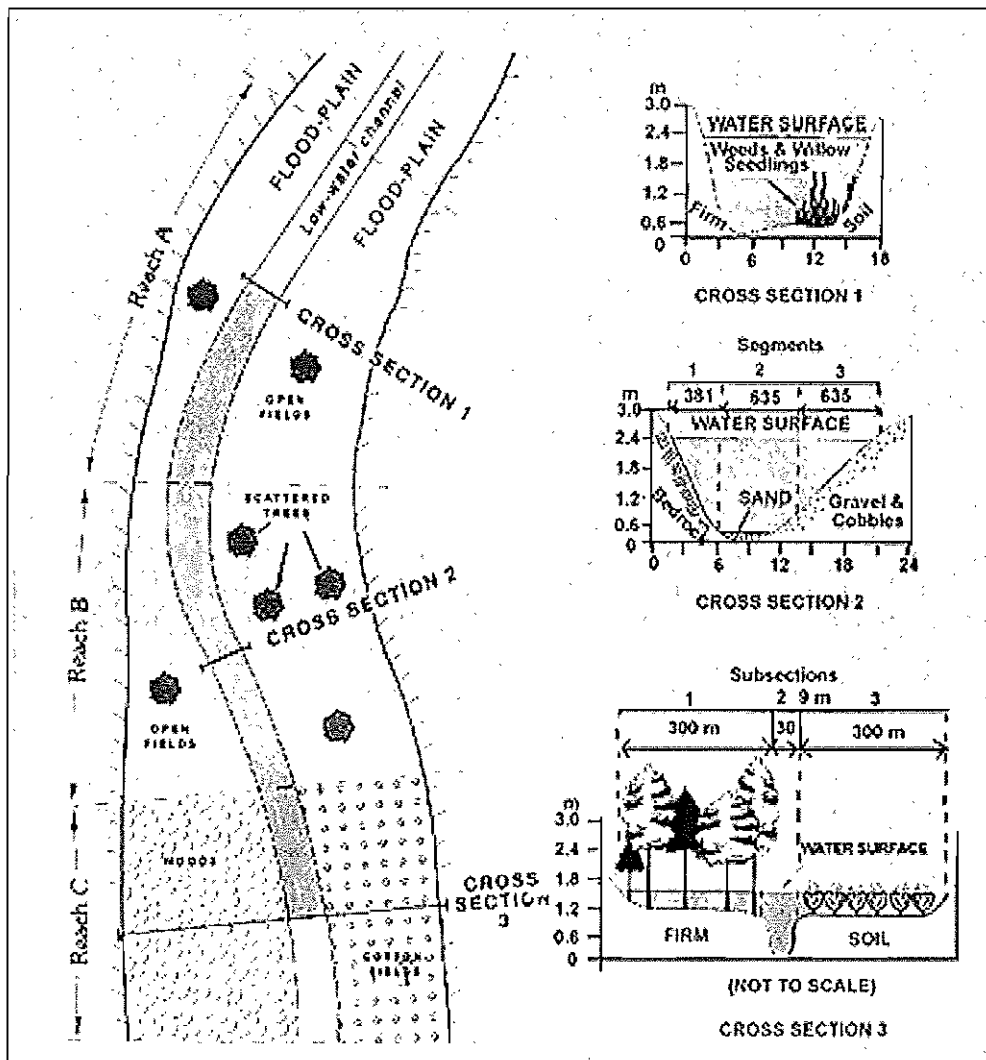 FLOOD-PLAIN
Low-water channel
FLOOD-PLAIN
Reach A
CROSS SECTION 1
OPEN
FIELDS
SCATTERED
TREES
Reach B
CROSS SECTION 2
OPEN
FIELDS
WOODS
Reach C
CROSS
SECTION
3
COTTON
FIELDS
m
3.0
2.4
1.8
1.2
0.6
0
WATER SURFACE
Weeds & Willow
Seedlings
Firm
Soil
0 6 12 18
CROSS SECTION 1
Segments
1 2 3
381 635 635
m
3.0
2.4
1.8
1.2
0.6
0
WATER SURFACE
SAND
Bedrock
Gravel &
Cobbles
0 6 12 18 24
CROSS SECTION 2
Subsections
1 2 9 m 3
300 m 30 300 m
m
3.0
2.4
1.8
1.2
0.6
0
WATER SURFACE
FIRM SOIL
(NOT TO SCALE)
CROSS SECTION 3